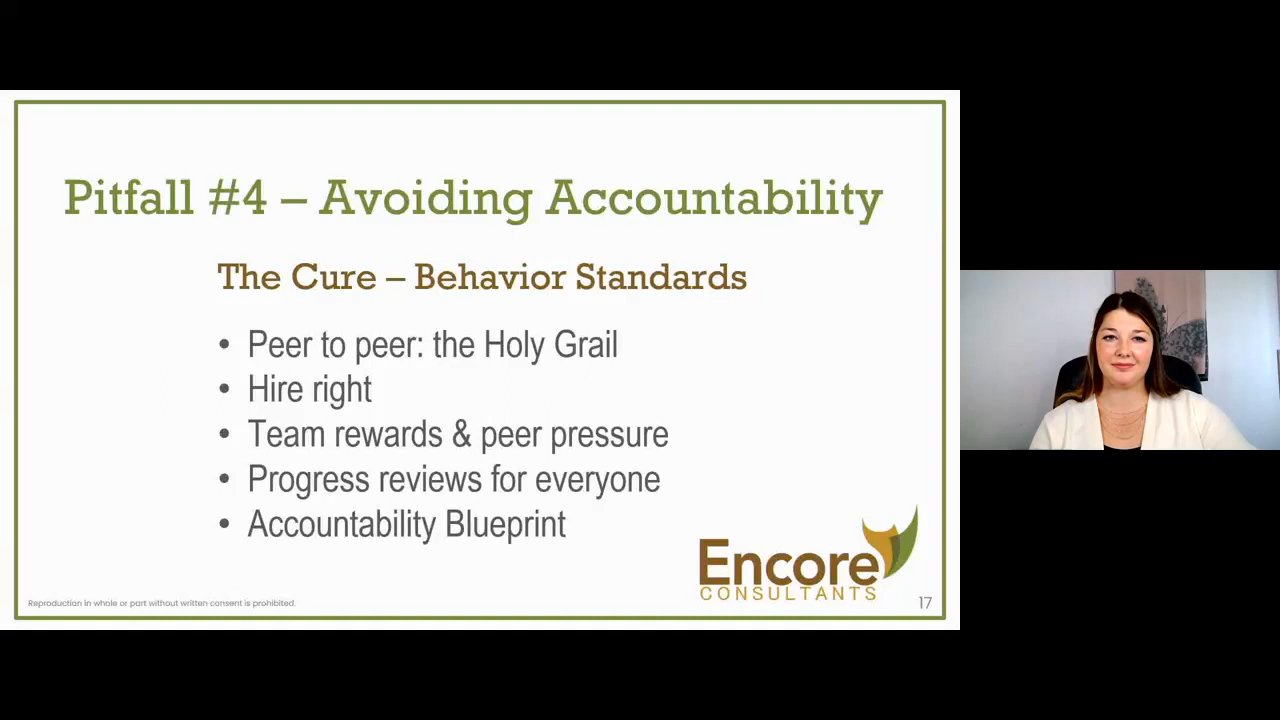 Pitfall #4 – Avoiding Accountability
The Cure – Behavior Standards
• Peer to peer: the Holy Grail
• Hire right
• Team rewards & peer pressure
• Progress reviews for everyone
• Accountability Blueprint
Encore
CONSULTANTS
Reproduction in whole or part without written consent is prohibited.
17